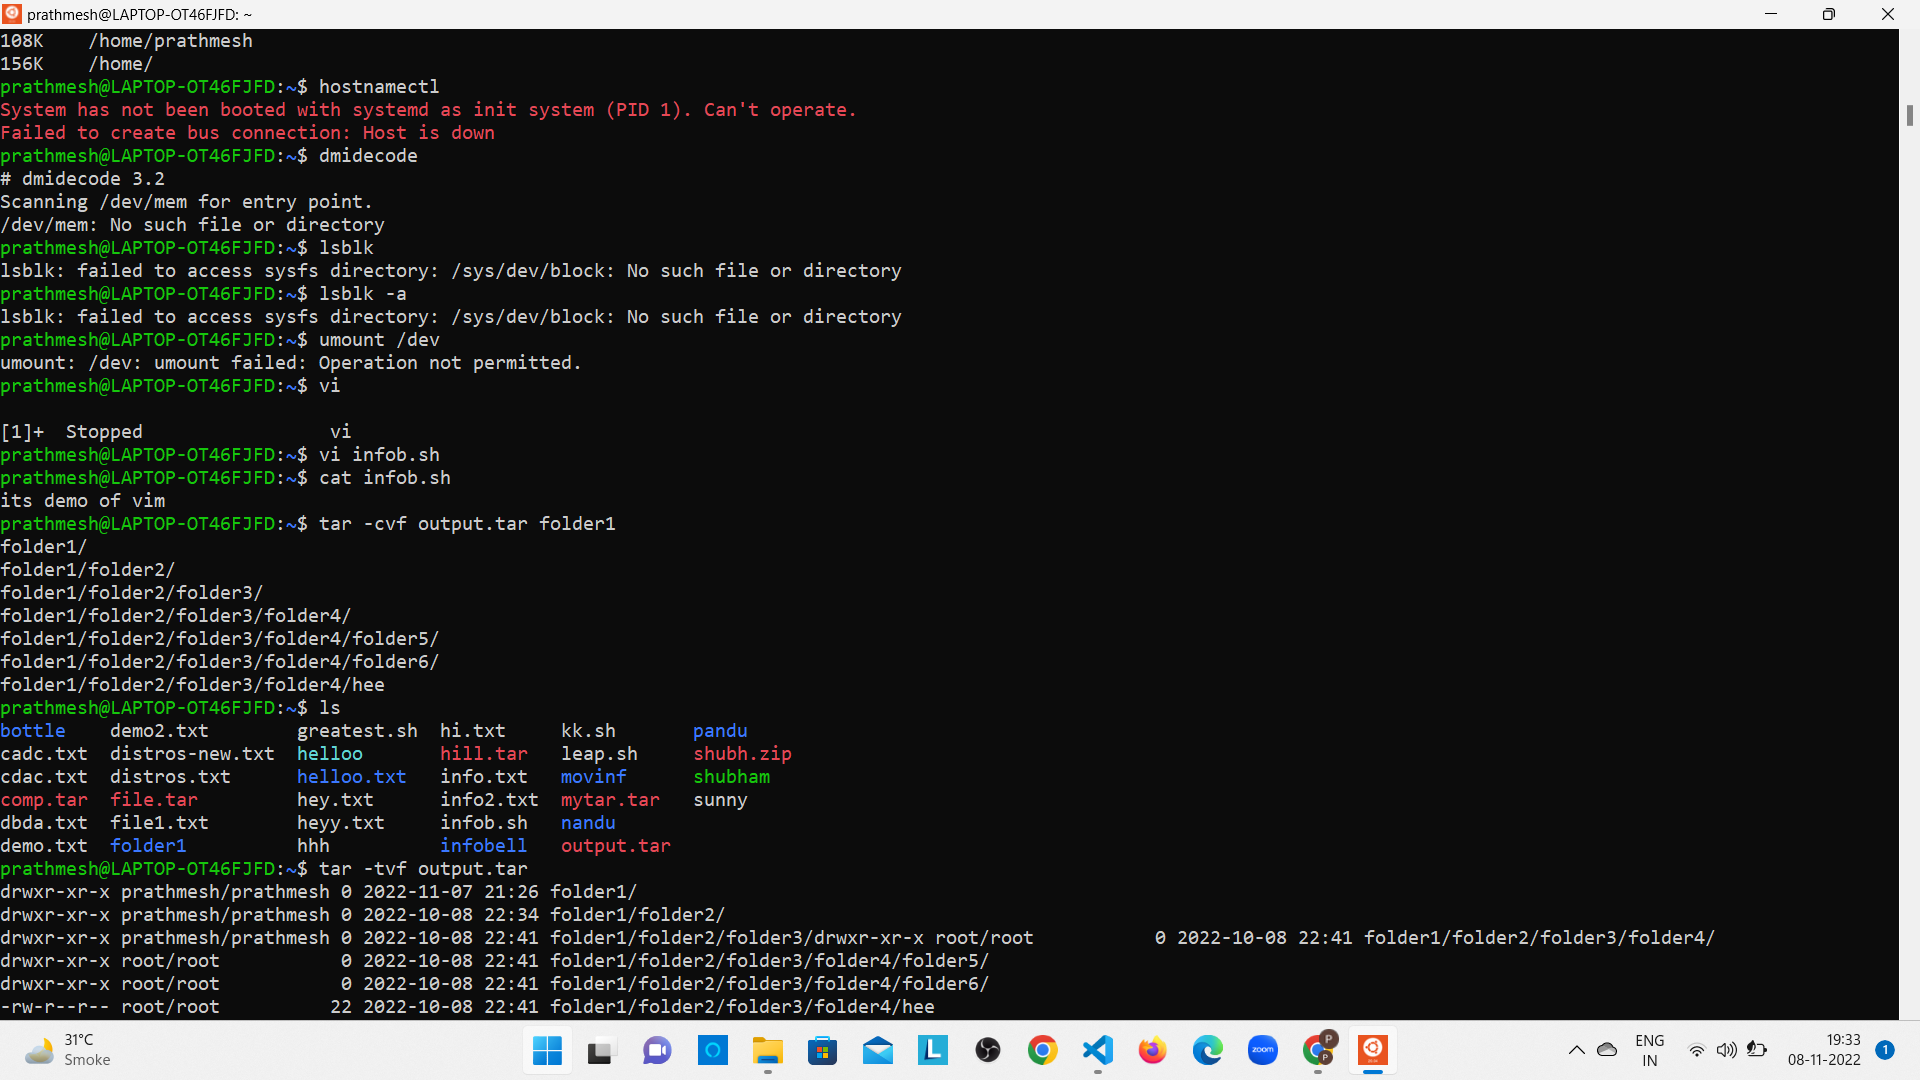 prathmesh@LAPTOP-OT46FJFD: ~
108K    /home/prathmesh
156K    /home/
prathmesh@LAPTOP-OT46FJFD:~$ hostnamectl
System has not been booted with systemd as init system (PID 1). Can't operate.
Failed to create bus connection: Host is down
prathmesh@LAPTOP-OT46FJFD:~$ dmidecode
# dmidecode 3.2
Scanning /dev/mem for entry point.
/dev/mem: No such file or directory
prathmesh@LAPTOP-OT46FJFD:~$ lsblk
lsblk: failed to access sysfs directory: /sys/dev/block: No such file or directory
prathmesh@LAPTOP-OT46FJFD:~$ lsblk -a
lsblk: failed to access sysfs directory: /sys/dev/block: No such file or directory
prathmesh@LAPTOP-OT46FJFD:~$ umount /dev
umount: /dev: umount failed: Operation not permitted.
prathmesh@LAPTOP-OT46FJFD:~$ vi
[1]+  Stopped                 vi
prathmesh@LAPTOP-OT46FJFD:~$ vi infob.sh
prathmesh@LAPTOP-OT46FJFD:~$ cat infob.sh
its demo of vim
prathmesh@LAPTOP-OT46FJFD:~$ tar -cvf output.tar folder1
folder1/
folder1/folder2/
folder1/folder2/folder3/
folder1/folder2/folder3/folder4/
folder1/folder2/folder3/folder4/folder5/
folder1/folder2/folder3/folder4/folder6/
folder1/folder2/folder3/folder4/hee
prathmesh@LAPTOP-OT46FJFD:~$ ls
bottle    demo2.txt        greatest.sh  hi.txt     kk.sh       pandu
cadc.txt  distros-new.txt  helloo       hill.tar   leap.sh     shubh.zip
cdac.txt  distros.txt      helloo.txt   info.txt   movinf      shubham
comp.tar  file.tar         hey.txt      info2.txt  mytar.tar   sunny
dbda.txt  file1.txt        heyy.txt     infob.sh   nandu
demo.txt  folder1          hhh          infobell   output.tar
prathmesh@LAPTOP-OT46FJFD:~$ tar -tvf output.tar
drwxr-xr-x prathmesh/prathmesh 0 2022-11-07 21:26 folder1/
drwxr-xr-x prathmesh/prathmesh 0 2022-10-08 22:34 folder1/folder2/
drwxr-xr-x prathmesh/prathmesh 0 2022-10-08 22:41 folder1/folder2/folder3/drwxr-xr-x root/root           0 2022-10-08 22:41 folder1/folder2/folder3/folder4/
drwxr-xr-x root/root           0 2022-10-08 22:41 folder1/folder2/folder3/folder4/folder5/
drwxr-xr-x root/root           0 2022-10-08 22:41 folder1/folder2/folder3/folder4/folder6/
-rw-r--r-- root/root          22 2022-10-08 22:41 folder1/folder2/folder3/folder4/hee
31°C
Smoke
L
zoom
P
P
ENG
IN
19:33
08-11-2022
1